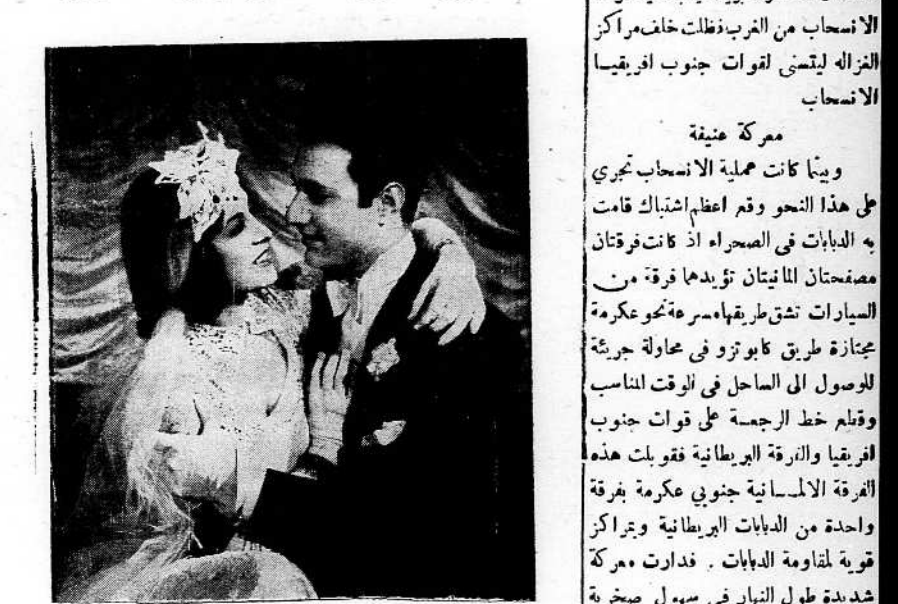 الانسحاب من الغرب فظلت خلف مراكز
الغزاله ليتسنى لقوات جنوب افريقيا
الانسحاب
معركة عنيفة
وبينما كانت عملية الانسحاب تجري
على هذا النحو وقع اعظم اشتباك قامت
به الدبابات في الصحراء اذ كانت فرقتان
مصفحتان المانيتان تؤيدهما فرقة من
السيارات تشق طريقها مسرعة نحو عكرمة
مجتازة طريق كابوتزو في محاولة جريئة
للوصول الى الساحل في الوقت المناسب
وقطع خط الرجعة على قوات جنوب
افريقيا والفرقة البريطانية فقوبلت هذه
الفرقة الالمانية جنوبي عكرمة بفرقة
واحدة من الدبابات البريطانية وبمراكز
قوية لمقاومة الدبابات . فدارت معركة
شديدة طول النهار في سهول صخرية